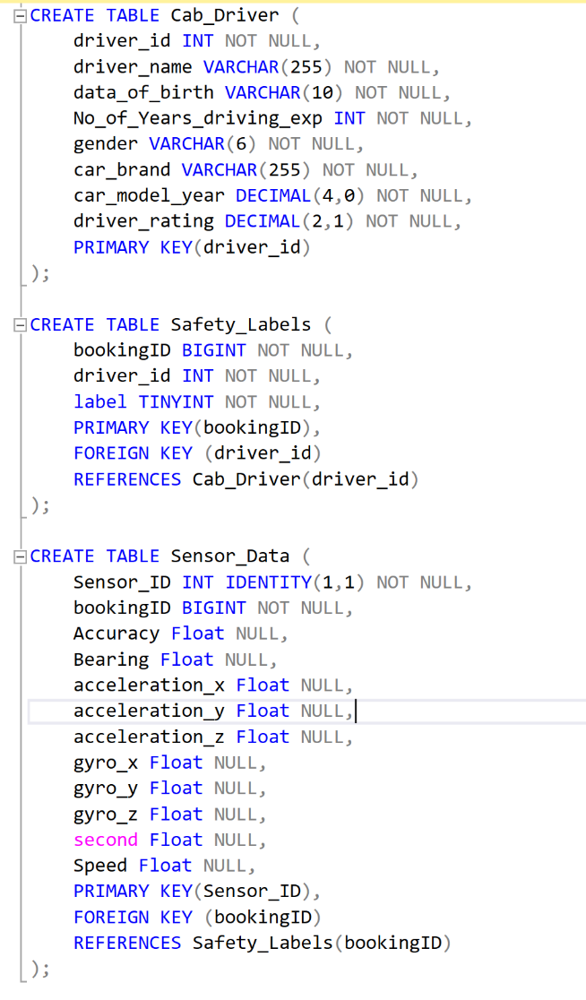 CREATE TABLE Cab_Driver (
    driver_id INT NOT NULL,
    driver_name VARCHAR(255) NOT NULL,
    data_of_birth VARCHAR(10) NOT NULL,
    No_of_Years_driving_exp INT NOT NULL,
    gender VARCHAR(6) NOT NULL,
    car_brand VARCHAR(255) NOT NULL,
    car_model_year DECIMAL(4,0) NOT NULL,
    driver_rating DECIMAL(2,1) NOT NULL,
    PRIMARY KEY(driver_id)
);
CREATE TABLE Safety_Labels (
    bookingID BIGINT NOT NULL,
    driver_id INT NOT NULL,
    label TINYINT NOT NULL,
    PRIMARY KEY(bookingID),
    FOREIGN KEY (driver_id)
    REFERENCES Cab_Driver(driver_id)
);
CREATE TABLE Sensor_Data (
    Sensor_ID INT IDENTITY(1,1) NOT NULL,
    bookingID BIGINT NOT NULL,
    Accuracy Float NULL,
    Bearing Float NULL,
    acceleration_x Float NULL,
    acceleration_y Float NULL,
    acceleration_z Float NULL,
    gyro_x Float NULL,
    gyro_y Float NULL,
    gyro_z Float NULL,
    second Float NULL,
    Speed Float NULL,
    PRIMARY KEY(Sensor_ID),
    FOREIGN KEY (bookingID)
    REFERENCES Safety_Labels(bookingID)
);